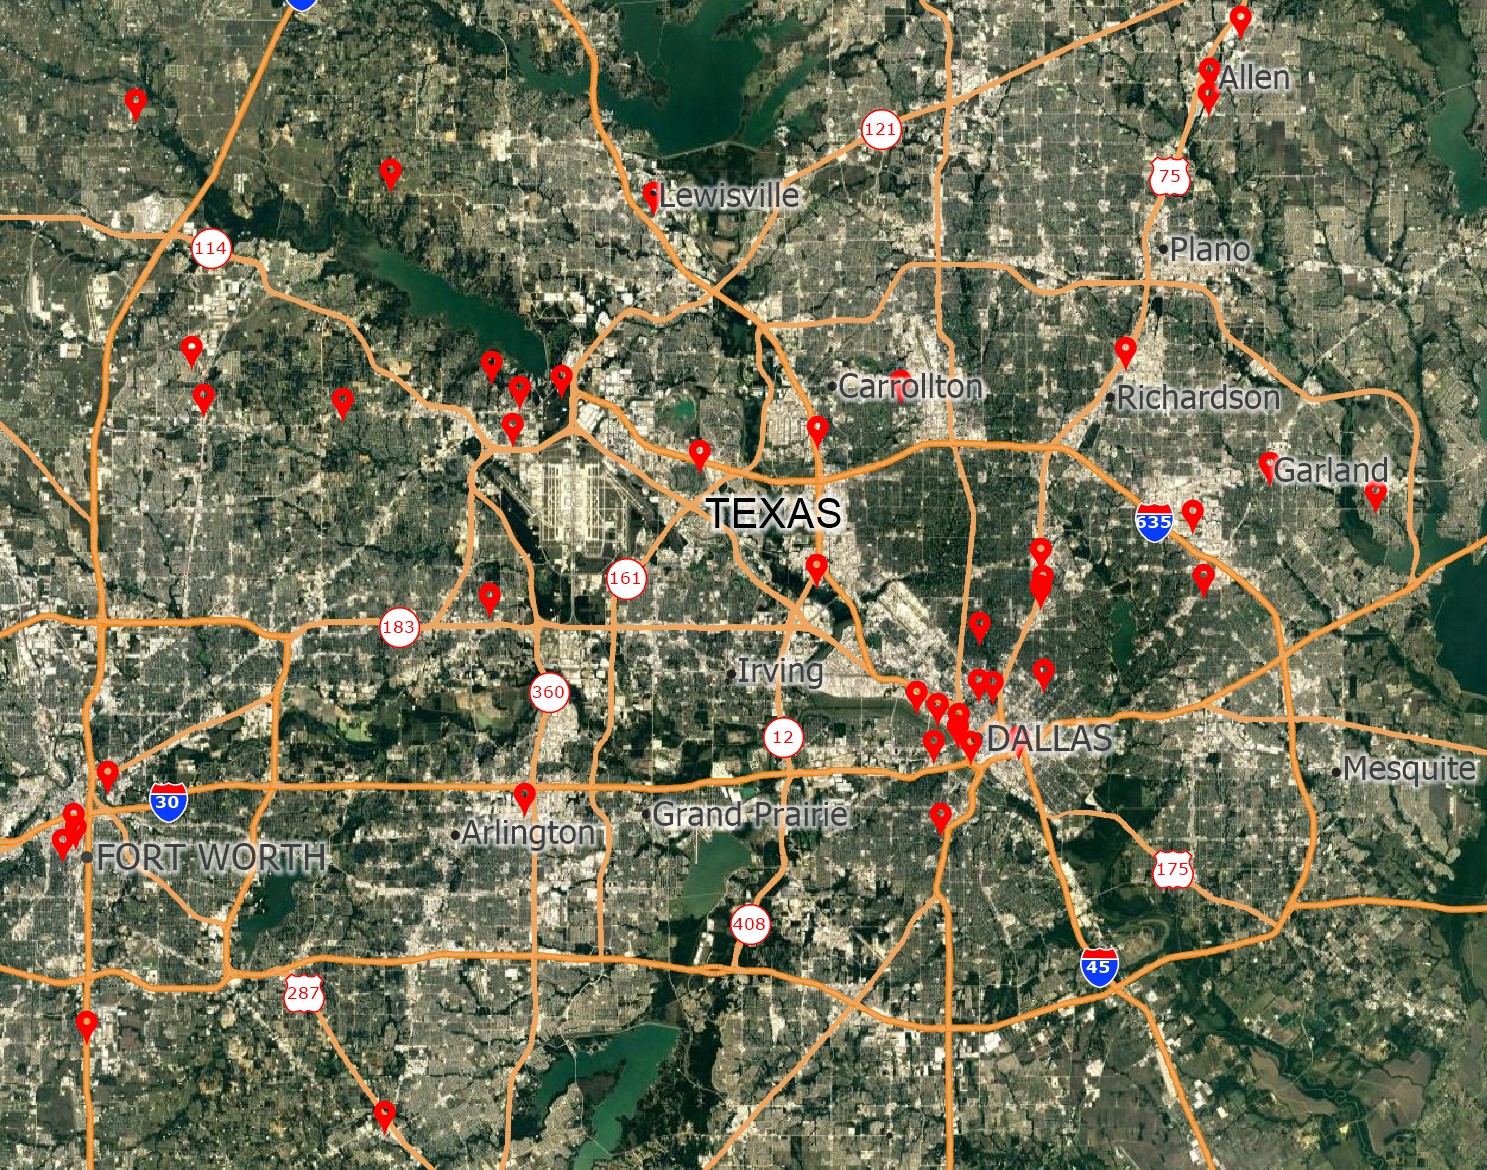 Allen
121
75
Lewisville
114
Plano
Carrollton
Richardson
Garland
TEXAS
635
161
183
Irving
360
12
DALLAS
Mesquite
30
Arlington
Grand Prairie
FORT WORTH
175
408
45
287